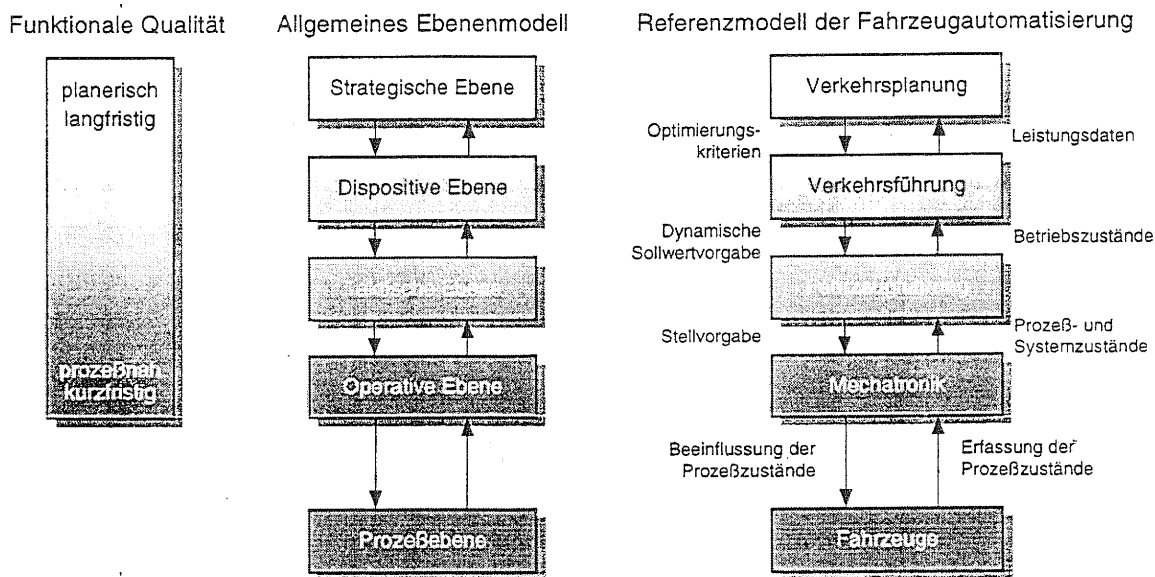 Funktionale Qualität
Allgemeines Ebenenmodell
Referenzmodell der Fahrzeugautomatisierung
planerisch
langfristig
prozeßnah
kurzfristig
Strategische Ebene
Dispositive Ebene
Ebene
Operative Ebene
Prozeßebene
Verkehrsplanung
Optimierungs-
kriterien
Leistungsdaten
Verkehrsführung
Dynamische
Sollwertvorgabe
Betriebszustände
Stellvorgabe
Prozeß- und
Systemzustände
Mechatronik
Beeinflussung der
Prozeßzustände
Erfassung der
Prozeßzustände
Fahrzeuge